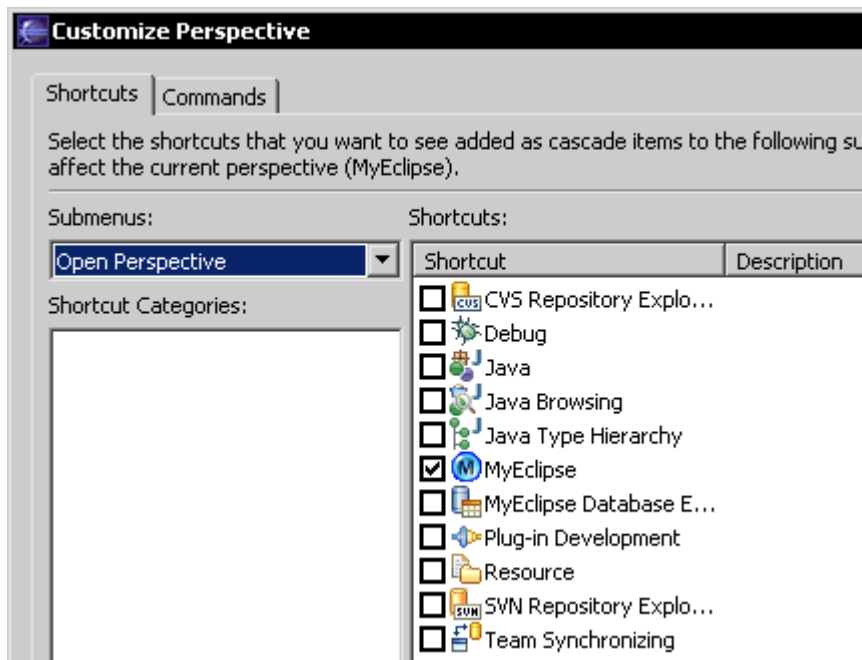 Customize Perspective
Shortcuts Commands
Select the shortcuts that you want to see added as cascade items to the following su
affect the current perspective (MyEclipse).
Submenus: Shortcuts:
Open Perspective Shortcut Description
Shortcut Categories:
CVS CVS Repository Explo...
Debug
Java
Java Browsing
Java Type Hierarchy
M MyEclipse
MyEclipse Database E...
Plug-in Development
Resource
SVN SVN Repository Explo...
Team Synchronizing